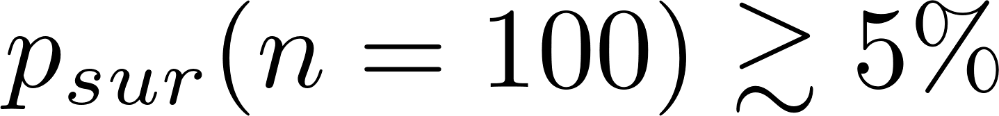 $p_{sur}(n = 100) \gtrsim 5\%$